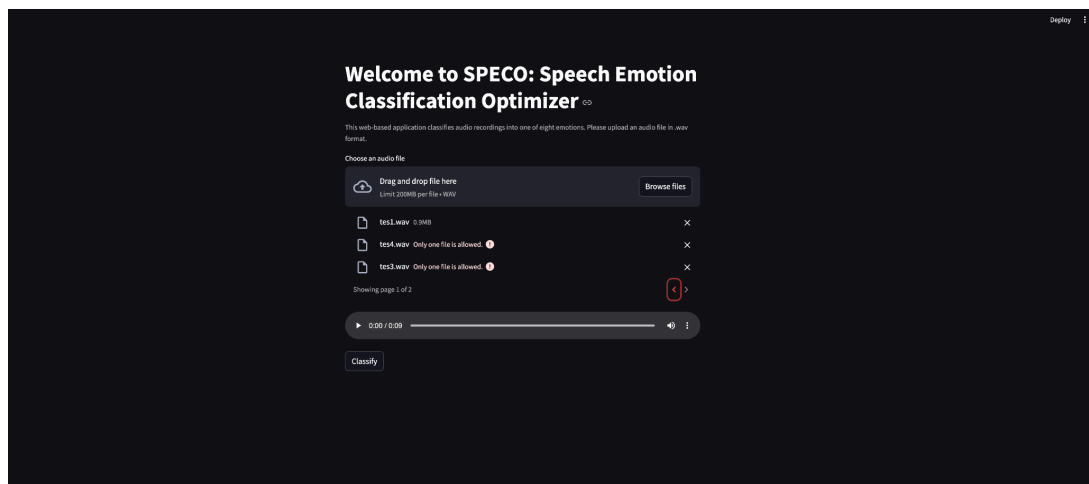 Deploy
Welcome to SPECO: Speech Emotion
Classification Optimizer
This web-based application classifies audio recordings into one of eight emotions. Please upload an audio file in .wav
format.
Choose an audio file
Drag and drop file here
Limit 200MB per file • WAV
Browse files
tes1.wav 0.9MB
tes4.wav Only one file is allowed.
tes3.wav Only one file is allowed.
Showing page 1 of 2
0:00 / 0:09
Classify